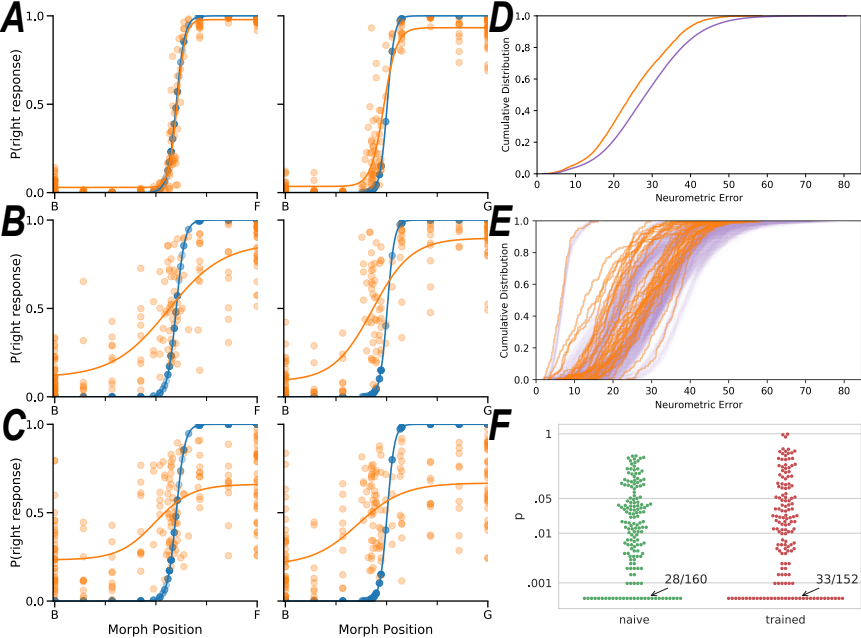 A
P(right response)
1.0
0.5
0.0
B
F
B
G
D
Cumulative Distribution
1.0
0.8
0.6
0.4
0.2
0.0
0 10 20 30 40 50 60 70 80
Neurometric Error
B
P(right response)
1.0
0.5
0.0
B
F
B
G
E
Cumulative Distribution
1.0
0.8
0.6
0.4
0.2
0.0
0 10 20 30 40 50 60 70 80
Neurometric Error
C
P(right response)
1.0
0.5
0.0
B
F
B
G
Morph Position
Morph Position
F
p
1
.05
.01
.001
28/160
33/152
naive
trained